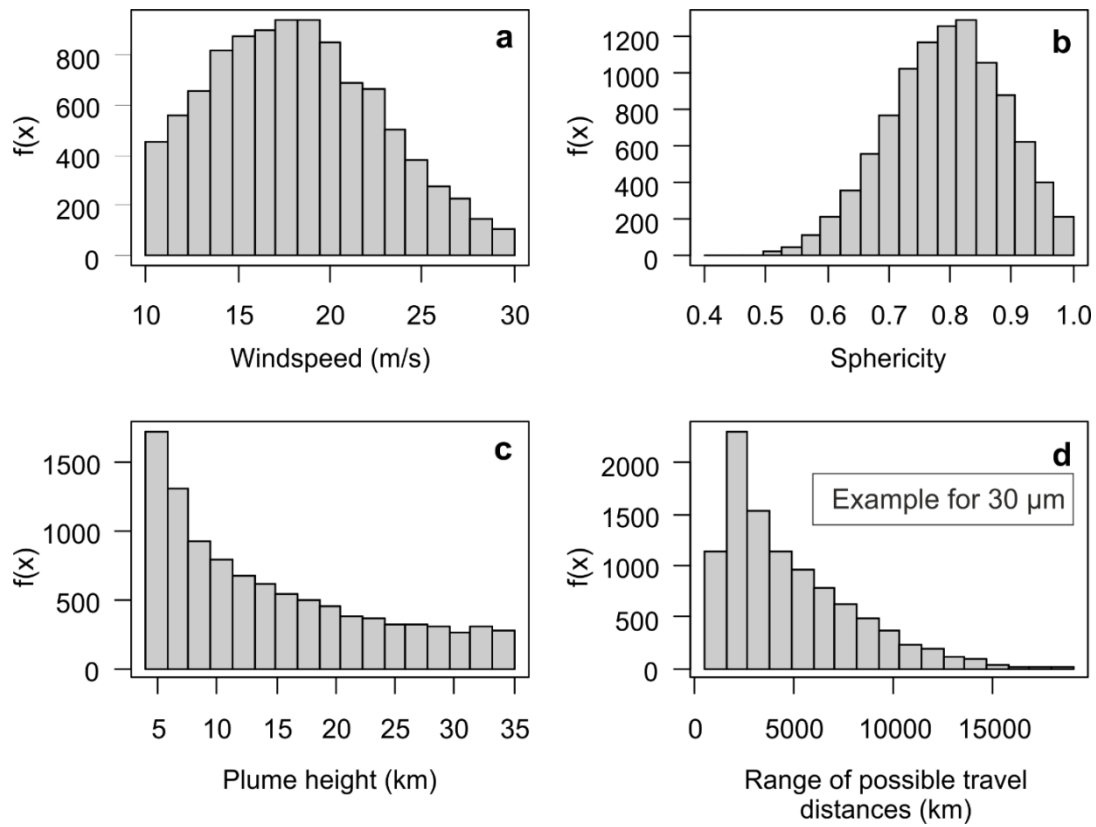 a
f(x)
800
600
400
200
0
10 15 20 25 30
Windspeed (m/s)
b
f(x)
1200
1000
800
600
400
200
0
0.4 0.5 0.6 0.7 0.8 0.9 1.0
Sphericity
c
f(x)
1500
1000
500
0
5 10 15 20 25 30 35
Plume height (km)
d
Example for 30 µm
f(x)
2000
1500
1000
500
0
0 5000 10000 15000
Range of possible travel
distances (km)